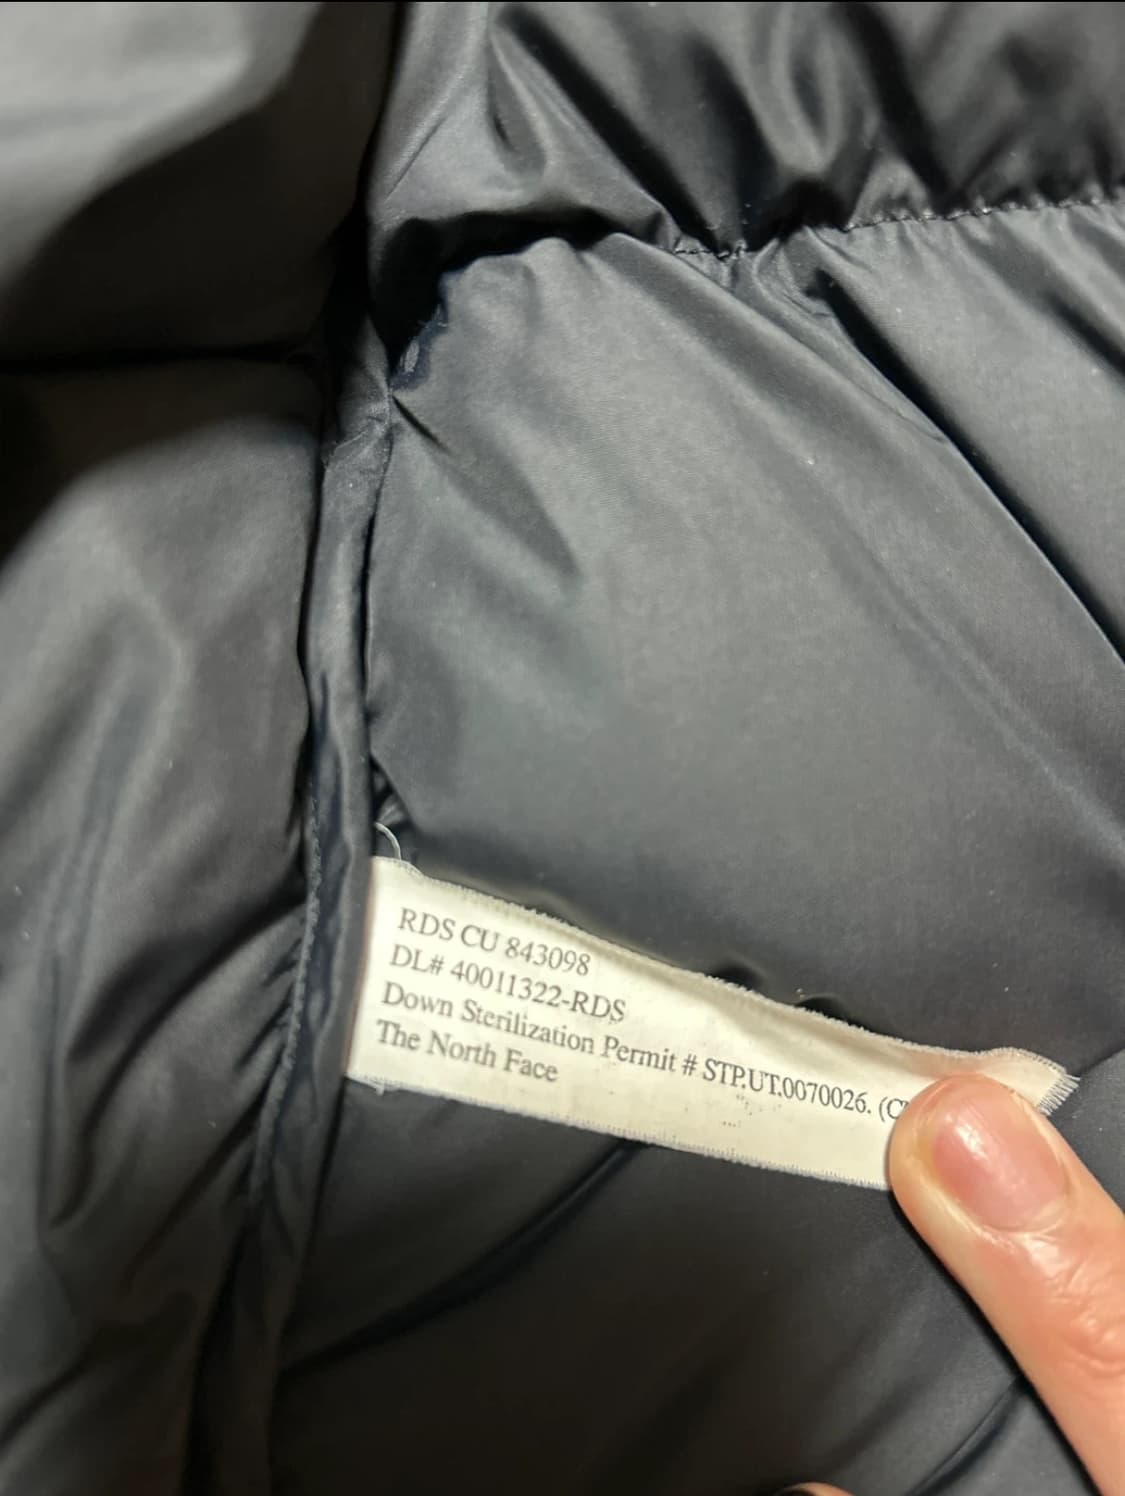 RDS CU 843098
DL# 40011322-RDS
Down Sterilization Permit # STP.UT.0070026.
The North Face